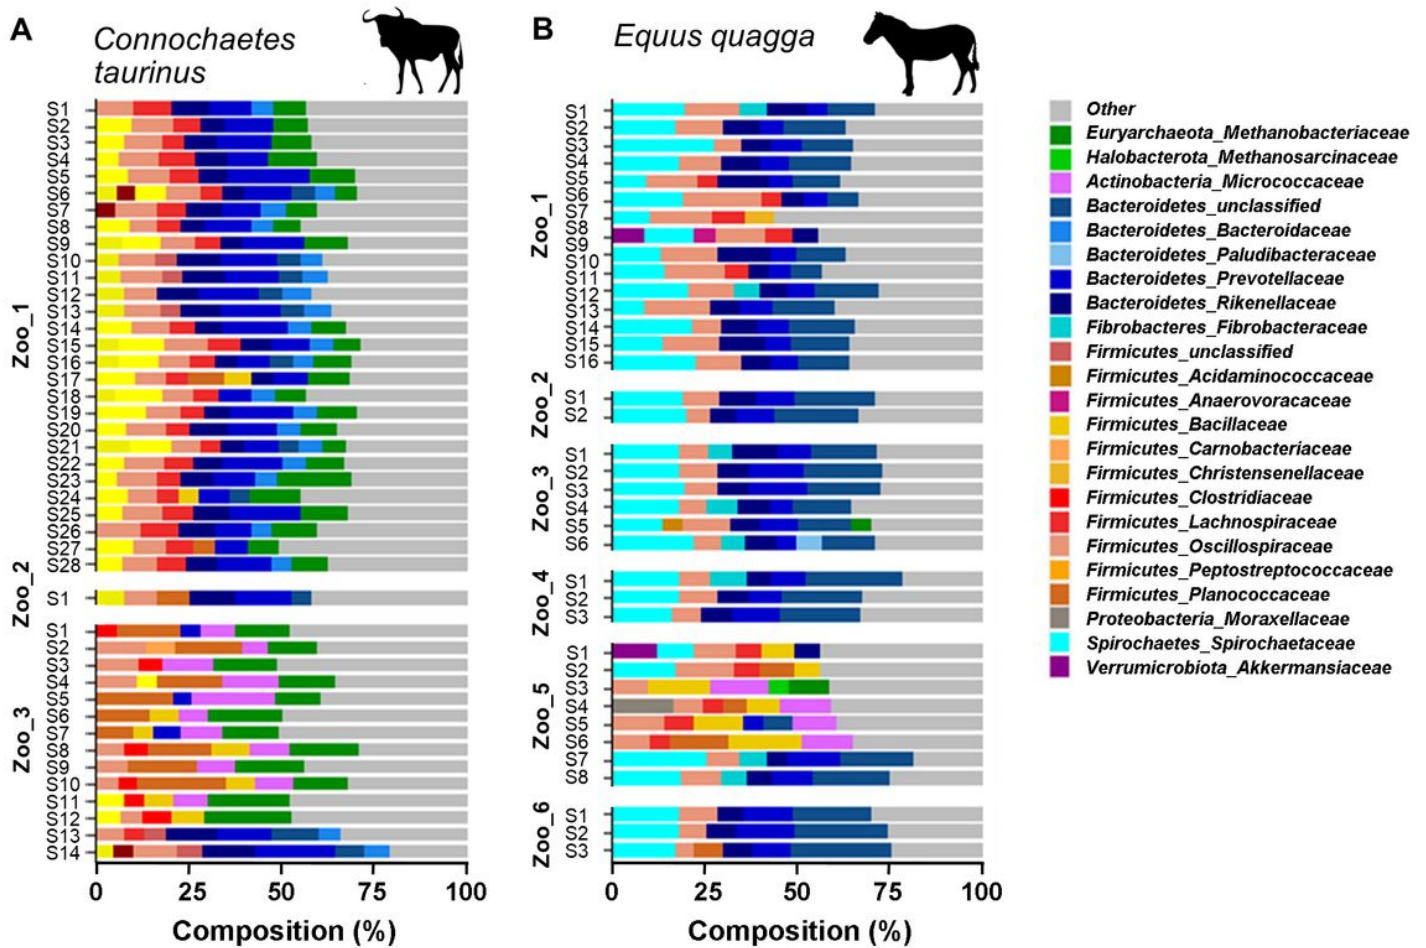 A
Connochaetes
taurinus
S1
S2
S3
S4
S5
S6
S7
S8
S9
S10
S11
S12
S13
S14
S15
S16
S17
S18
S19
S20
S21
S22
S23
S24
S25
S26
S27
S28
Zoo_1
S1
Zoo_2
S1
S2
S3
S4
S5
S6
S7
S8
S9
S10
S11
S12
S13
S14
Zoo_3
0 25 50 75 100
Composition (%)
B
Equus quagga
S1
S2
S3
S4
S5
S6
S7
S8
S9
S10
S11
S12
S13
S14
S15
S16
Zoo_1
S1
S2
Zoo_2
S1
S2
S3
S4
S5
S6
Zoo_3
S1
S2
S3
Zoo_4
S1
S2
S3
S4
S5
S6
S7
S8
Zoo_5
S1
S2
S3
Zoo_6
0 25 50 75 100
Composition (%)
Other
Euryarchaeota_Methanobacteriaceae
Halobacterota_Methanosarcinaceae
Actinobacteria_Micrococcaceae
Bacteroidetes_unclassified
Bacteroidetes_Bacteroidaceae
Bacteroidetes_Paludibacteraceae
Bacteroidetes_Prevotellaceae
Bacteroidetes_Rikenellaceae
Fibrobacteres_Fibrobacteraceae
Firmicutes_unclassified
Firmicutes_Acidaminococcaceae
Firmicutes_Anaerovoracaceae
Firmicutes_Bacillaceae
Firmicutes_Carnobacteriaceae
Firmicutes_Christensenellaceae
Firmicutes_Clostridiaceae
Firmicutes_Lachnospiraceae
Firmicutes_Oscillospiraceae
Firmicutes_Peptostreptococcaceae
Firmicutes_Planococcaceae
Proteobacteria_Moraxellaceae
Spirochaetes_Spirochaetaceae
Verrumicrobiota_Akkermansiaceae